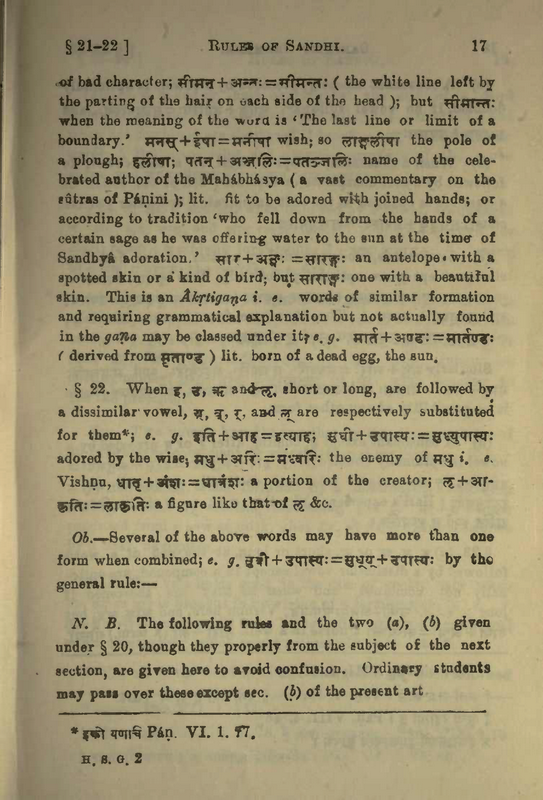 § 21-22 ] RULES OF SANDHI. 17
of bad character; सीमन्+अन्तः=सीमन्तः ( the white line left by
the parting of the hair on each side of the head ); but सीमान्तः
when the meaning of the word is ‘The last line or limit of a
boundary.’ मनस्+ईषा=मनीषा wish; so लाङ्गलीषा the pole of
a plough; हलीषा; पतन्+अञ्जलिः=पतञ्जलिः name of the cele-
brated author of the Mahábhásya ( a vast commentary on the
sûtras of Páṇini ); lit. fit to be adored with joined hands; or
according to tradition ‘who fell down from the hands of a
certain sage as he was offering water to the sun at the time of
Sandhyâ adoration.’ सार+अङ्गः =सारङ्गः an antelope with a
spotted skin or a kind of bird; but साराङ्गः one with a beautiful
skin. This is an Âkṛtigaṇa i. e. words of similar formation
and requiring grammatical explanation but not actually found
in the gaṇa may be classed under it; e. g. मार्त+अण्डः=मार्तण्डः
( derived from मृताण्ड ) lit. born of a dead egg, the sun.
§ 22. When इ, उ, ऋ and लृ, short or long, are followed by
a dissimilar vowel, य्, व्, र्, and ल् are respectively substituted
for them*; e. g. इति+आह=इत्याह; सुधी+उपास्यः=सुध्युपास्यः
adored by the wise; मधु+अरिः=मध्वरिः the enemy of मधु i. e.
Vishṇu, धातृ+अंशः=धात्रंशः a portion of the creator; लृ+आ-
कृतिः=लाकृतिः a figure like that of लृ &c.
Ob.—Several of the above words may have more than one
form when combined; e. g. सुधी+उपास्यः=सुध्य्+उपास्यः by the
general rule:—
N. B. The following rules and the two (a), (b) given
under § 20, though they properly from the subject of the next
section, are given here to avoid confusion. Ordinary students
may pass over these except sec. (b) of the present art
* इको यणचि Páṇ. VI. 1. 77.
H. S. G. 2